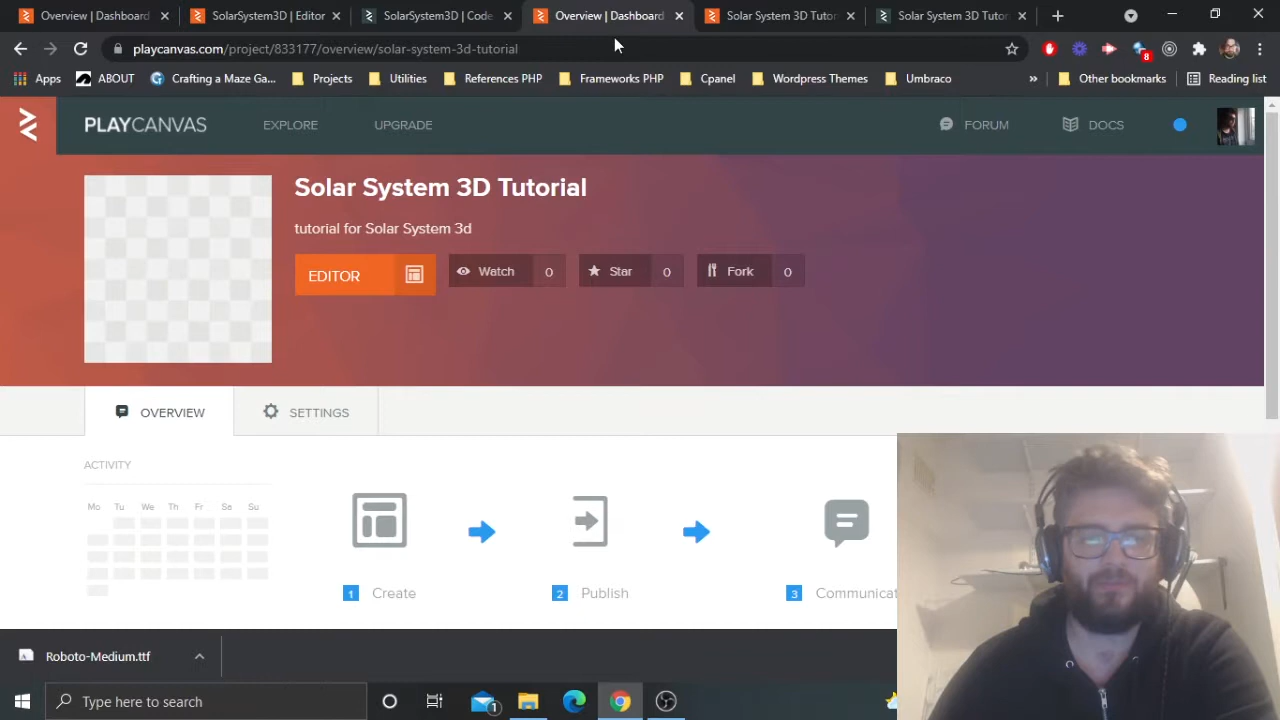 Overview | Dashboard
SolarSystem3D | Editor
SolarSystem3D | Code
Overview | Dashboard
Solar System 3D Tutor
Solar System 3D Tutor
playcanvas.com/project/833177/overview/solar-system-3d-tutorial
8
Apps
ABOUT
Crafting a Maze Ga...
Projects
Utilities
References PHP
Frameworks PHP
Cpanel
Wordpress Themes
Umbraco
»
Other bookmarks
Reading list
PLAYCANVAS
EXPLORE
UPGRADE
FORUM
DOCS
Solar System 3D Tutorial
tutorial for Solar System 3d
EDITOR
Watch 0
Star 0
Fork 0
OVERVIEW
SETTINGS
ACTIVITY
Mo Tu We Th Fr Sa Su
1 Create
2 Publish
3 Communicat
Roboto-Medium.ttf
Type here to search
1